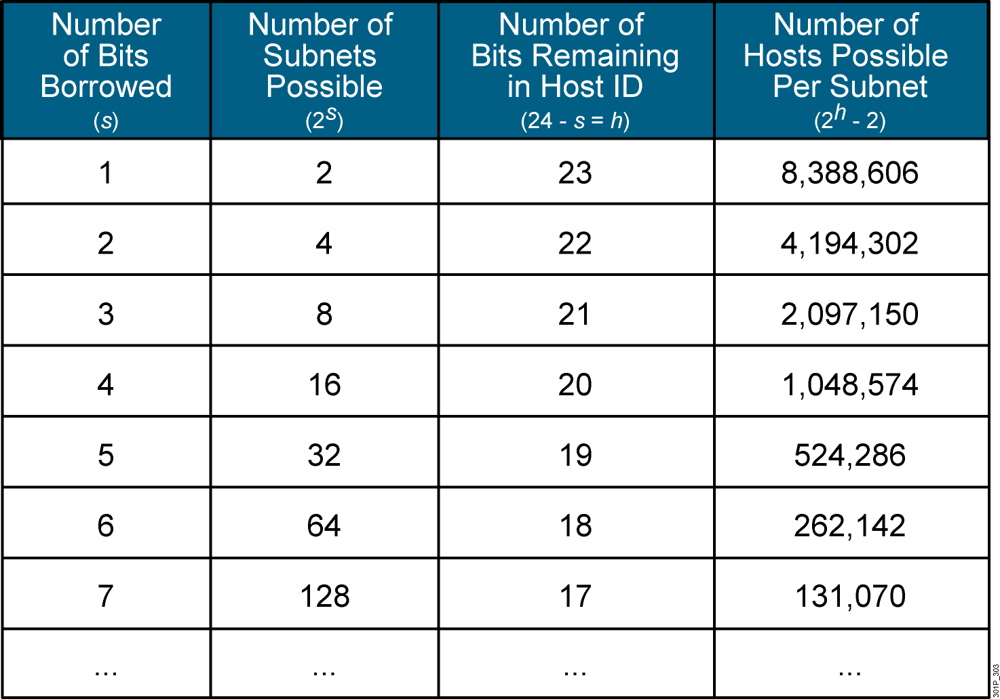 Number of Bits Borrowed (s)
Number of Subnets Possible (2^s)
Number of Bits Remaining in Host ID (24 - s = h)
Number of Hosts Possible Per Subnet (2^h - 2)
1 2 23 8,388,606
2 4 22 4,194,302
3 8 21 2,097,150
4 16 20 1,048,574
5 32 19 524,286
6 64 18 262,142
7 128 17 131,070
... ... ... ...
301P_303